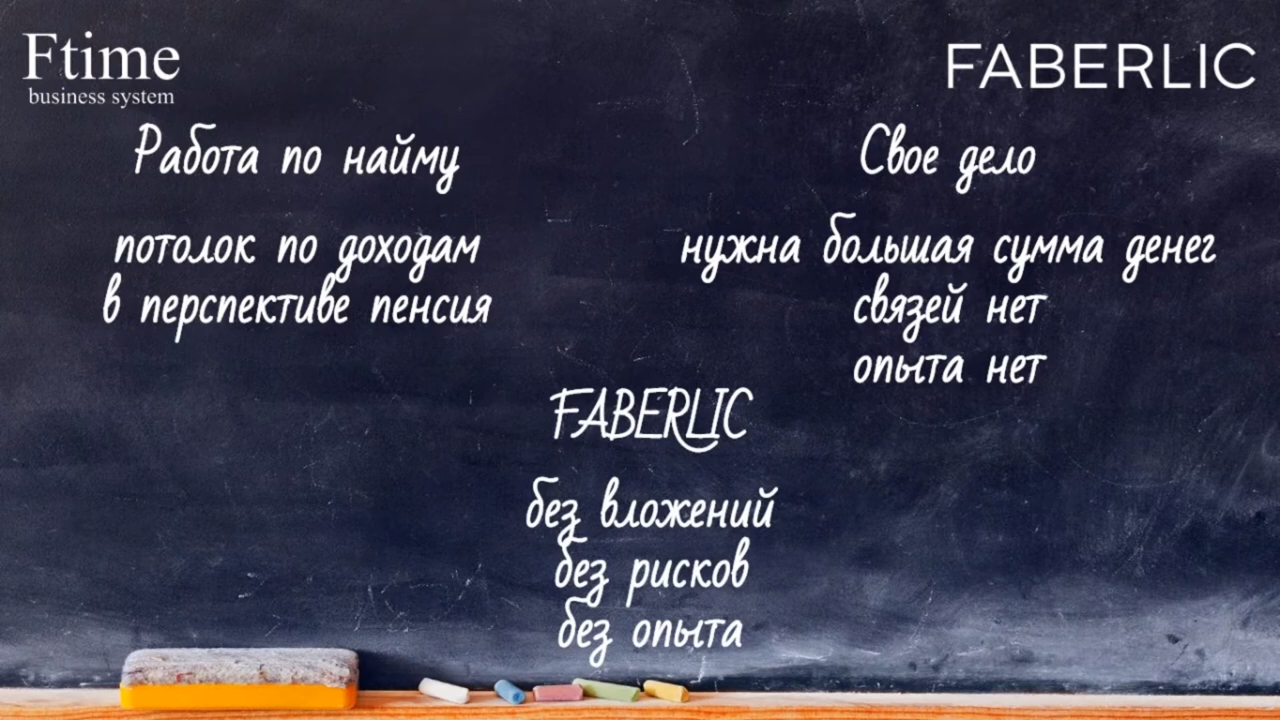 Ftime
business system
FABERLIC
Работа по найму
потолок по доходам
в перспективе пенсия
Свое дело
нужна большая сумма денег
связей нет
опыта нет
FABERLIC
без вложений
без рисков
без опыта